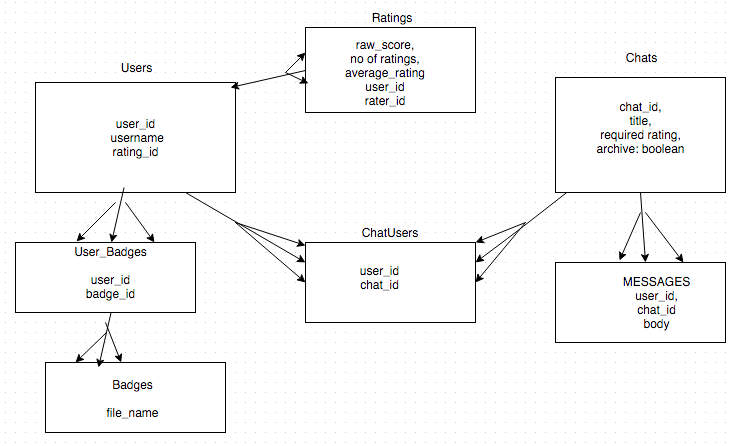 Ratings
raw_score,
no of ratings,
average_rating
user_id
rater_id
Users
user_id
username
rating_id
Chats
chat_id,
title,
required rating,
archive: boolean
User_Badges
user_id
badge_id
ChatUsers
user_id
chat_id
MESSAGES
user_id,
chat_id
body
Badges
file_name